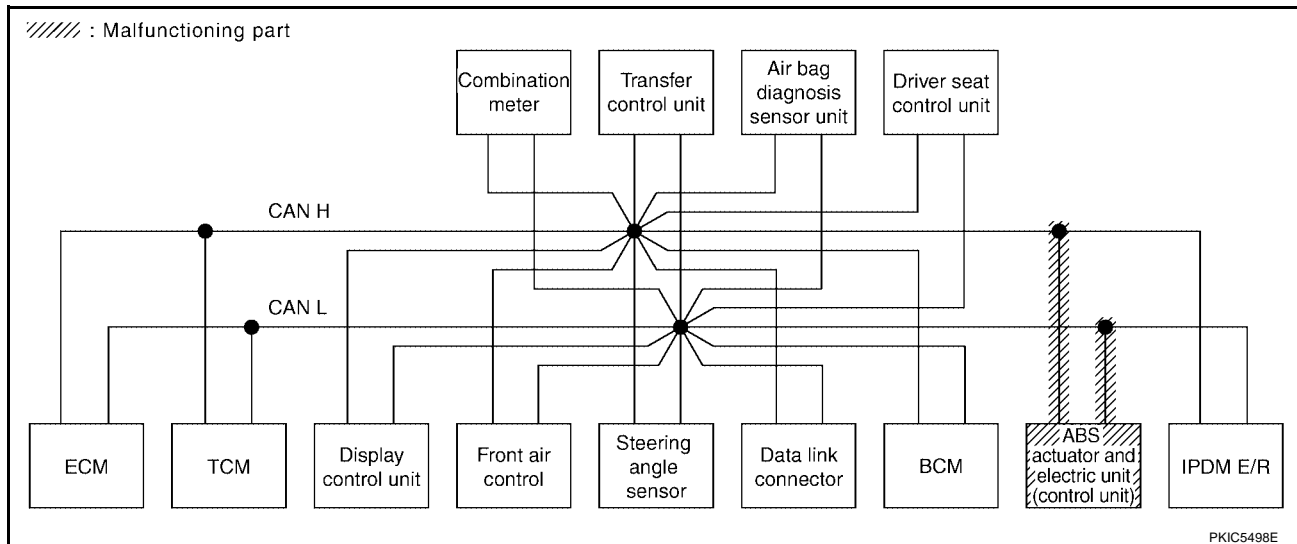 : Malfunctioning part
Combination
meter
Transfer
control unit
Air bag
diagnosis
sensor unit
Driver seat
control unit
CAN H
CAN L
ECM
TCM
Display
control unit
Front air
control
Steering
angle
sensor
Data link
connector
BCM
ABS
actuator and
electric unit
(control unit)
IPDM E/R
PKIC5498E